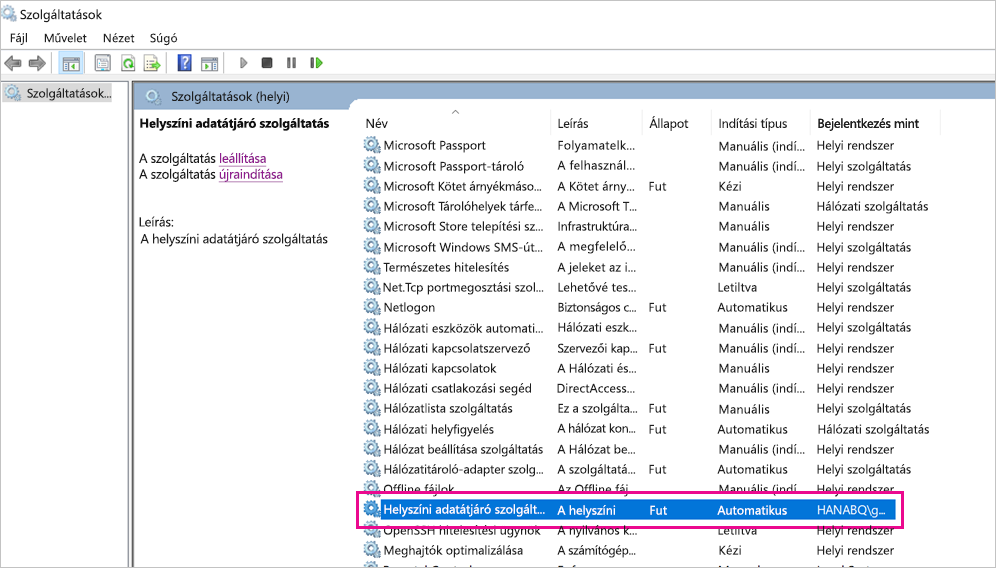 Szolgáltatások
Fájl Művelet Nézet Súgó
Szolgáltatások...
Szolgáltatások (helyi)
Helyszíni adatátjáró szolgáltatás
A szolgáltatás leállítása
A szolgáltatás újraindítása
Leírás:
A helyszíni adatátjáró szolgáltatás
Név Leírás Állapot Indítási típus Bejelentkezés mint
Microsoft Passport Folyamatelk... Manuális (indí... Helyi rendszer
Microsoft Passport-tároló A felhasznál... Manuális (indí... Helyi rendszer
Microsoft Kötet árnyékmáso... A Kötet árny... Fut Kézi Helyi rendszer
Microsoft Tárolóhelyek tárfe... A Microsoft T... Manuális Hálózati szolgáltatás
Microsoft Store telepítési sz... Infrastruktúra... Manuális Helyi rendszer
Microsoft Windows SMS-út... A megfelelő... Manuális (indí... Helyi szolgáltatás
Természetes hitelesítés A jeleket az i... Manuális (indí... Helyi rendszer
Net.Tcp portmegosztási szol... Lehetővé tes... Letiltva Helyi szolgáltatás
Netlogon Biztonságos c... Fut Automatikus Helyi rendszer
Hálózati eszközök automati... Hálózati eszk... Manuális (indí... Helyi szolgáltatás
Hálózati kapcsolatszervező Szervezői kap... Fut Manuális (indí... Helyi rendszer
Hálózati kapcsolatok A Hálózati és... Manuális Helyi rendszer
Hálózati csatlakozási segéd DirectAccess... Manuális (indí... Helyi rendszer
Hálózatlista szolgáltatás Ez a szolgálta... Fut Manuális Helyi szolgáltatás
Hálózati helyfigyelés A hálózat kon... Fut Automatikus Hálózati szolgáltatás
Hálózat beállítása szolgáltatás A Hálózat be... Manuális (indí... Helyi rendszer
Hálózatitároló-adapter szolg... A szolgáltatá... Fut Automatikus Helyi szolgáltatás
Offline fájlok Az Offline fáj... Manuális (indí... Helyi rendszer
Helyszíni adatátjáró szolgált... A helyszíni Fut Automatikus HANABQ\g...
OpenSSH hitelesítési ügynök A nyilvános k... Letiltva Helyi rendszer
Meghajtók optimalizálása A számítógép... Kézi Helyi rendszer